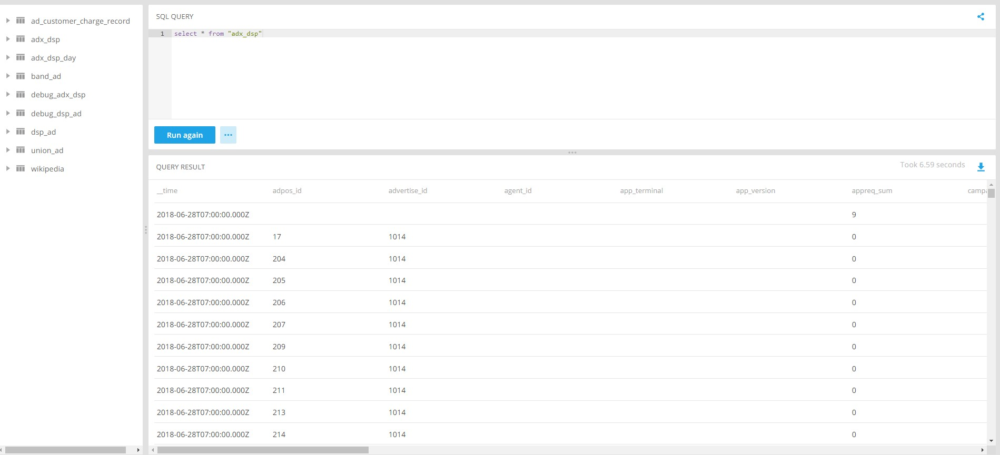 ad_customer_charge_record
adx_dsp
adx_dsp_day
band_ad
debug_adx_dsp
debug_dsp_ad
dsp_ad
union_ad
wikipedia
SQL QUERY
1 select * from "adx_dsp"
Run again
QUERY RESULT
Took 6.59 seconds
__time adpos_id advertise_id agent_id app_terminal app_version appreq_sum campa
2018-06-28T07:00:00.000Z 9
2018-06-28T07:00:00.000Z 17 1014 0
2018-06-28T07:00:00.000Z 204 1014 0
2018-06-28T07:00:00.000Z 205 1014 0
2018-06-28T07:00:00.000Z 206 1014 0
2018-06-28T07:00:00.000Z 207 1014 0
2018-06-28T07:00:00.000Z 209 1014 0
2018-06-28T07:00:00.000Z 210 1014 0
2018-06-28T07:00:00.000Z 211 1014 0
2018-06-28T07:00:00.000Z 213 1014 0
2018-06-28T07:00:00.000Z 214 1014 0